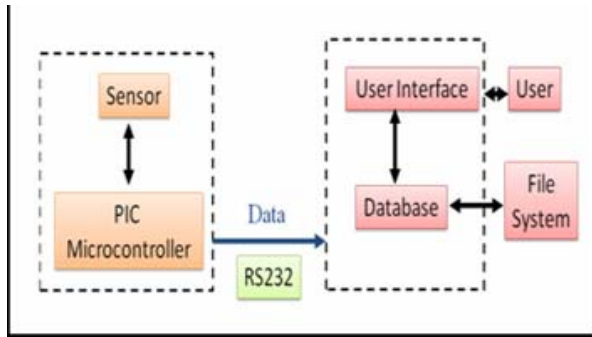 Sensor
PIC
Microcontroller
Data
RS232
User Interface
User
Database
File
System